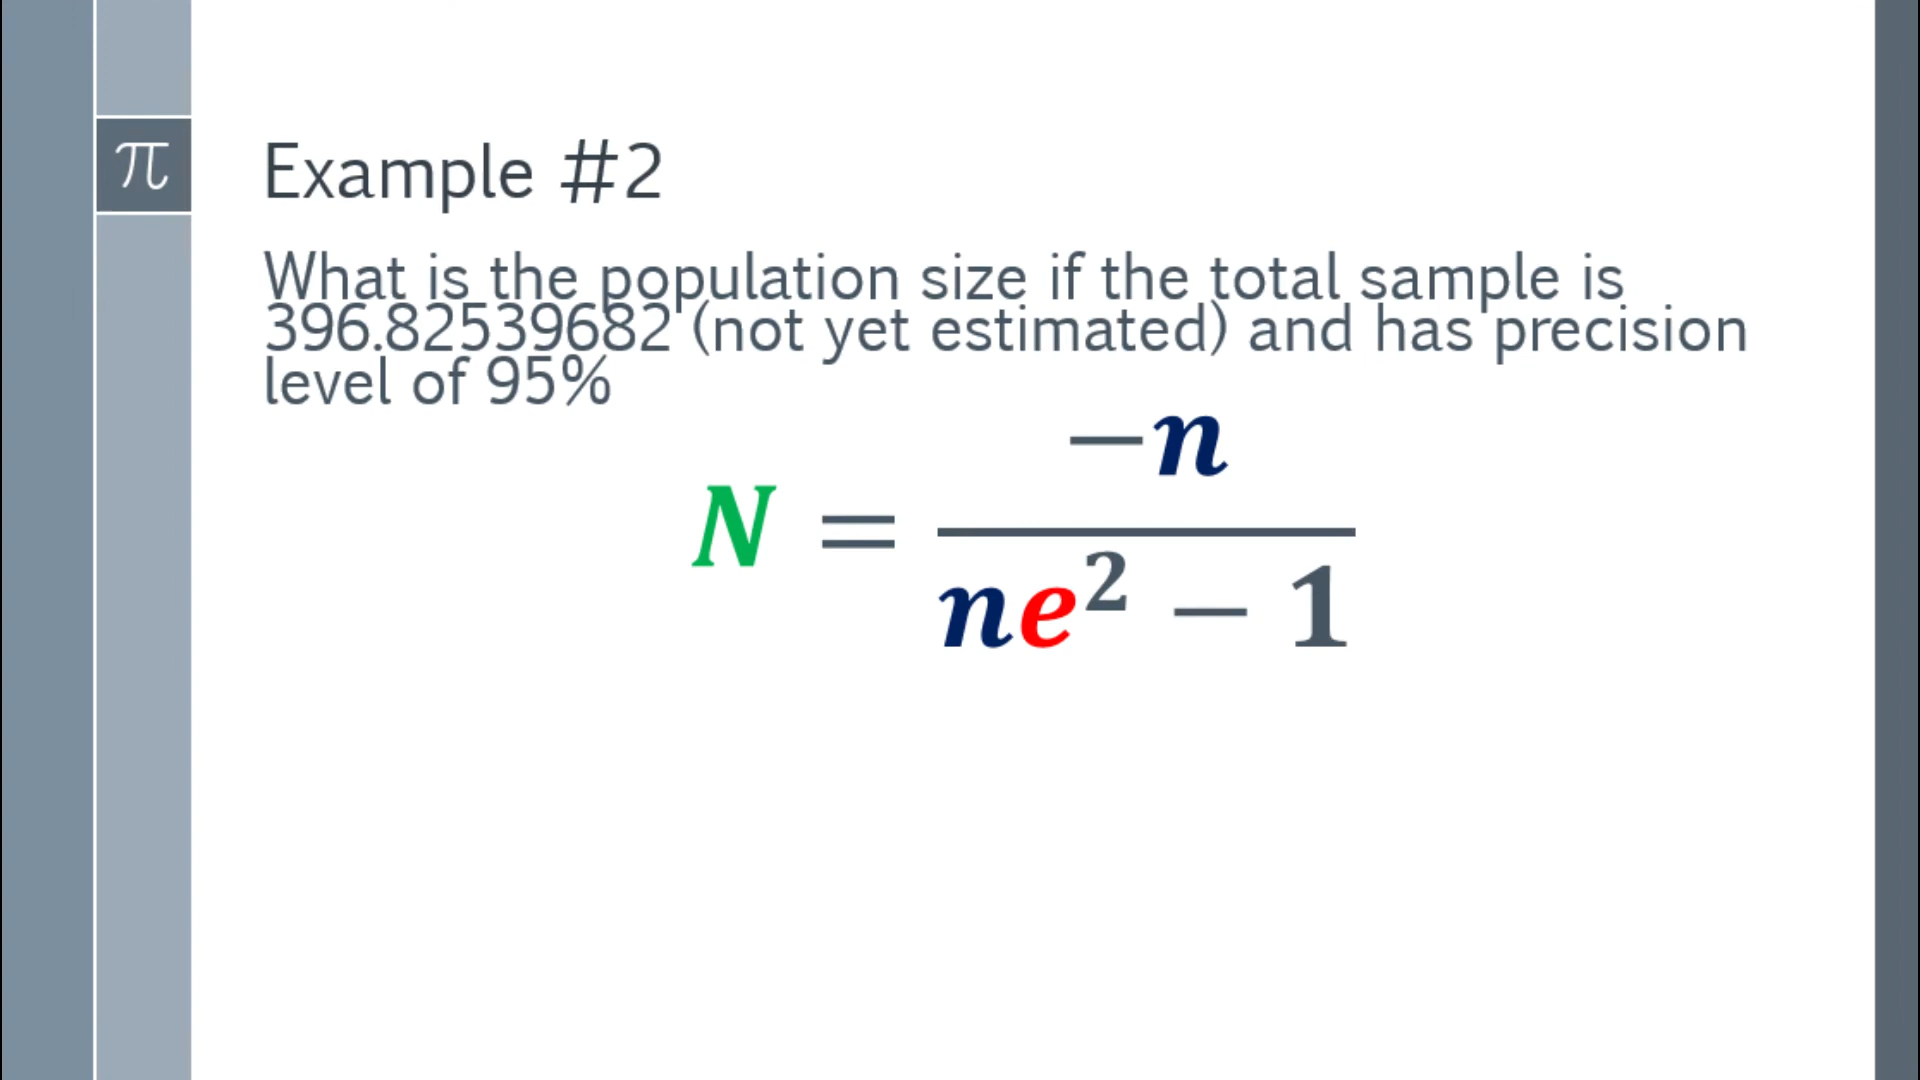 π
Example #2
What is the population size if the total sample is
396.82539682 (not yet estimated) and has precision
level of 95%
N = −n / ne² − 1